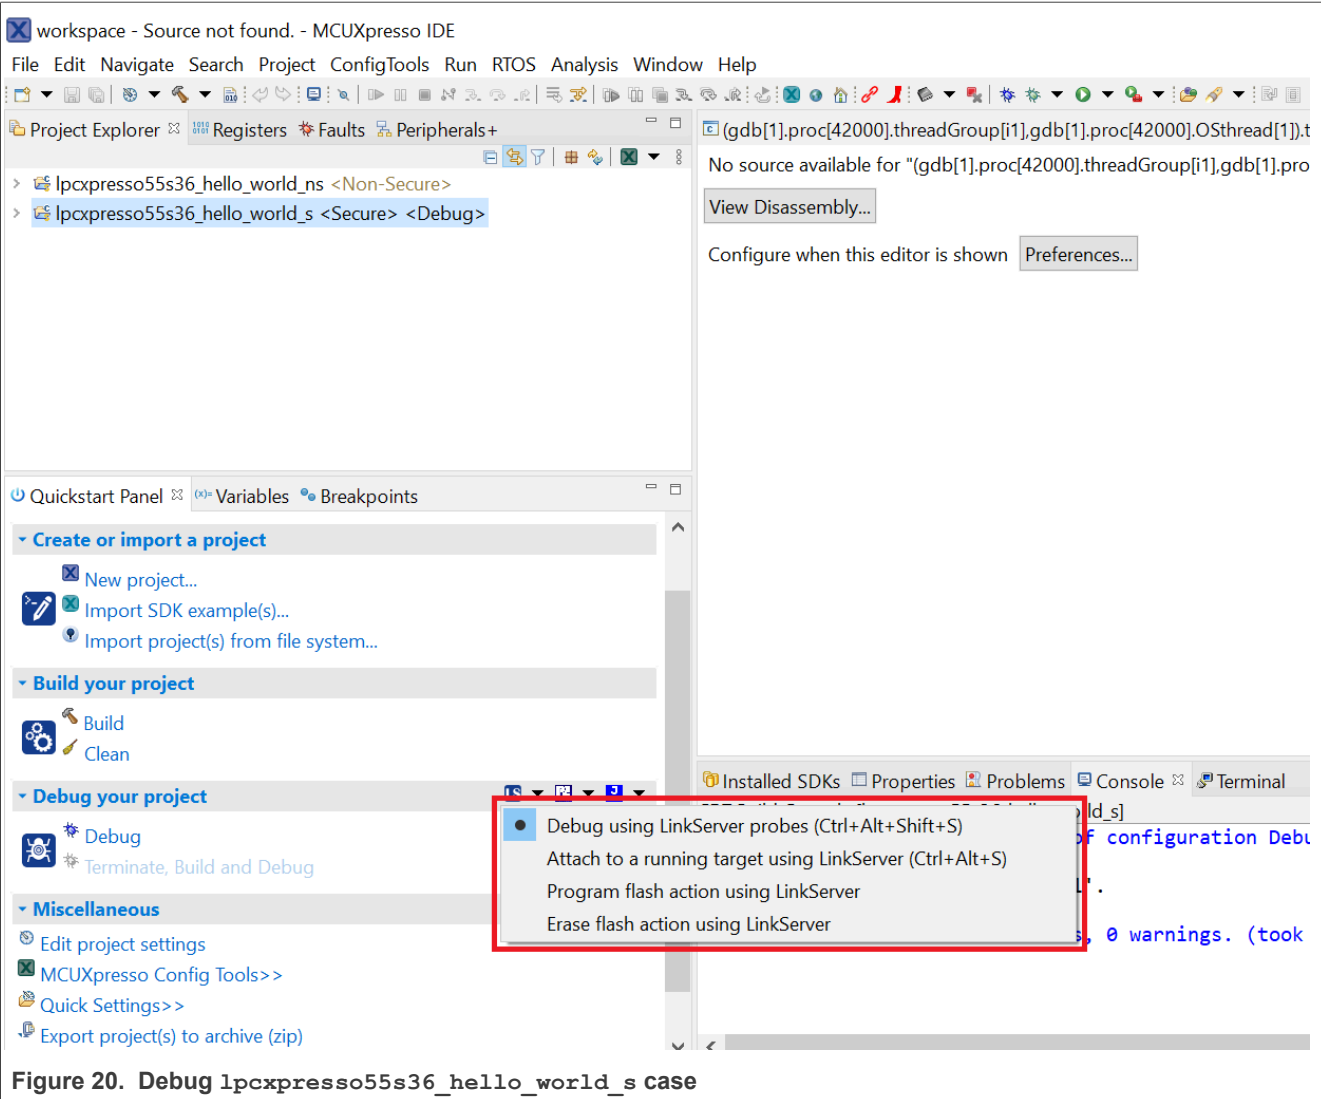 workspace - Source not found. - MCUXpresso IDE
File Edit Navigate Search Project ConfigTools Run RTOS Analysis Window Help
Project Explorer Registers Faults Peripherals+
lpcxpresso55s36_hello_world_ns <Non-Secure>
lpcxpresso55s36_hello_world_s <Secure> <Debug>
(gdb[1].proc[42000].threadGroup[i1],gdb[1].proc[42000].OSthread[1]).t
No source available for "(gdb[1].proc[42000].threadGroup[i1],gdb[1].pro
View Disassembly...
Configure when this editor is shown Preferences...
Quickstart Panel (x)= Variables Breakpoints
Create or import a project
New project...
Import SDK example(s)...
Import project(s) from file system...
Build your project
Build
Clean
Debug your project
Debug
Terminate, Build and Debug
Miscellaneous
Edit project settings
MCUXpresso Config Tools>>
Quick Settings>>
Export project(s) to archive (zip)
Debug using LinkServer probes (Ctrl+Alt+Shift+S)
Attach to a running target using LinkServer (Ctrl+Alt+S)
Program flash action using LinkServer
Erase flash action using LinkServer
Installed SDKs Properties Problems Console Terminal
ld_s]
of configuration Debu
l'.
s, 0 warnings. (took
Figure 20. Debug lpcxpresso55s36_hello_world_s case